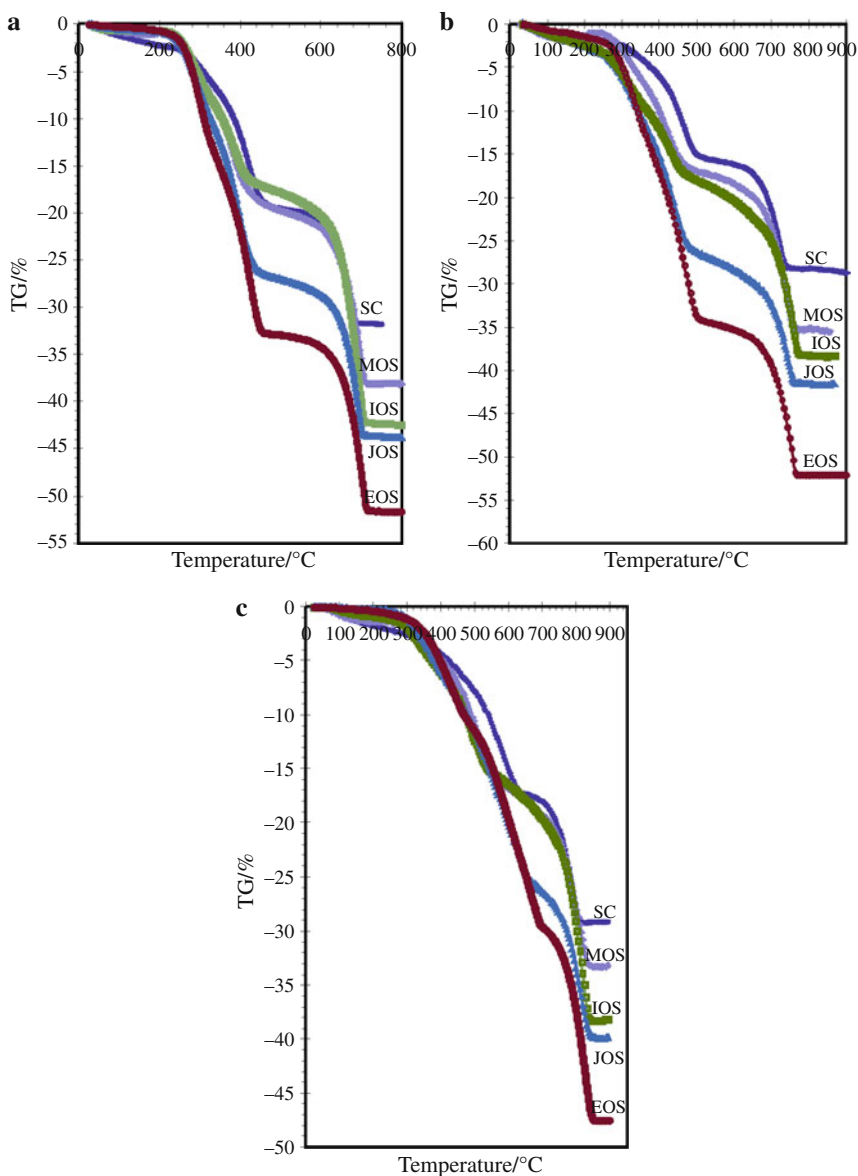 a
0
200
400
600
800
0
–5
–10
–15
–20
–25
–30
–35
–40
–45
–50
–55
TG/%
Temperature/°C
SC
MOS
IOS
JOS
EOS
b
0
100 200 300 400 500 600 700 800 900
0
–5
–10
–15
–20
–25
–30
–35
–40
–45
–50
–55
–60
TG/%
Temperature/°C
SC
MOS
IOS
JOS
EOS
c
0
0 100 200 300 400 500 600 700 800 900
–5
–10
–15
–20
–25
–30
–35
–40
–45
–50
TG/%
Temperature/°C
SC
MOS
IOS
JOS
EOS